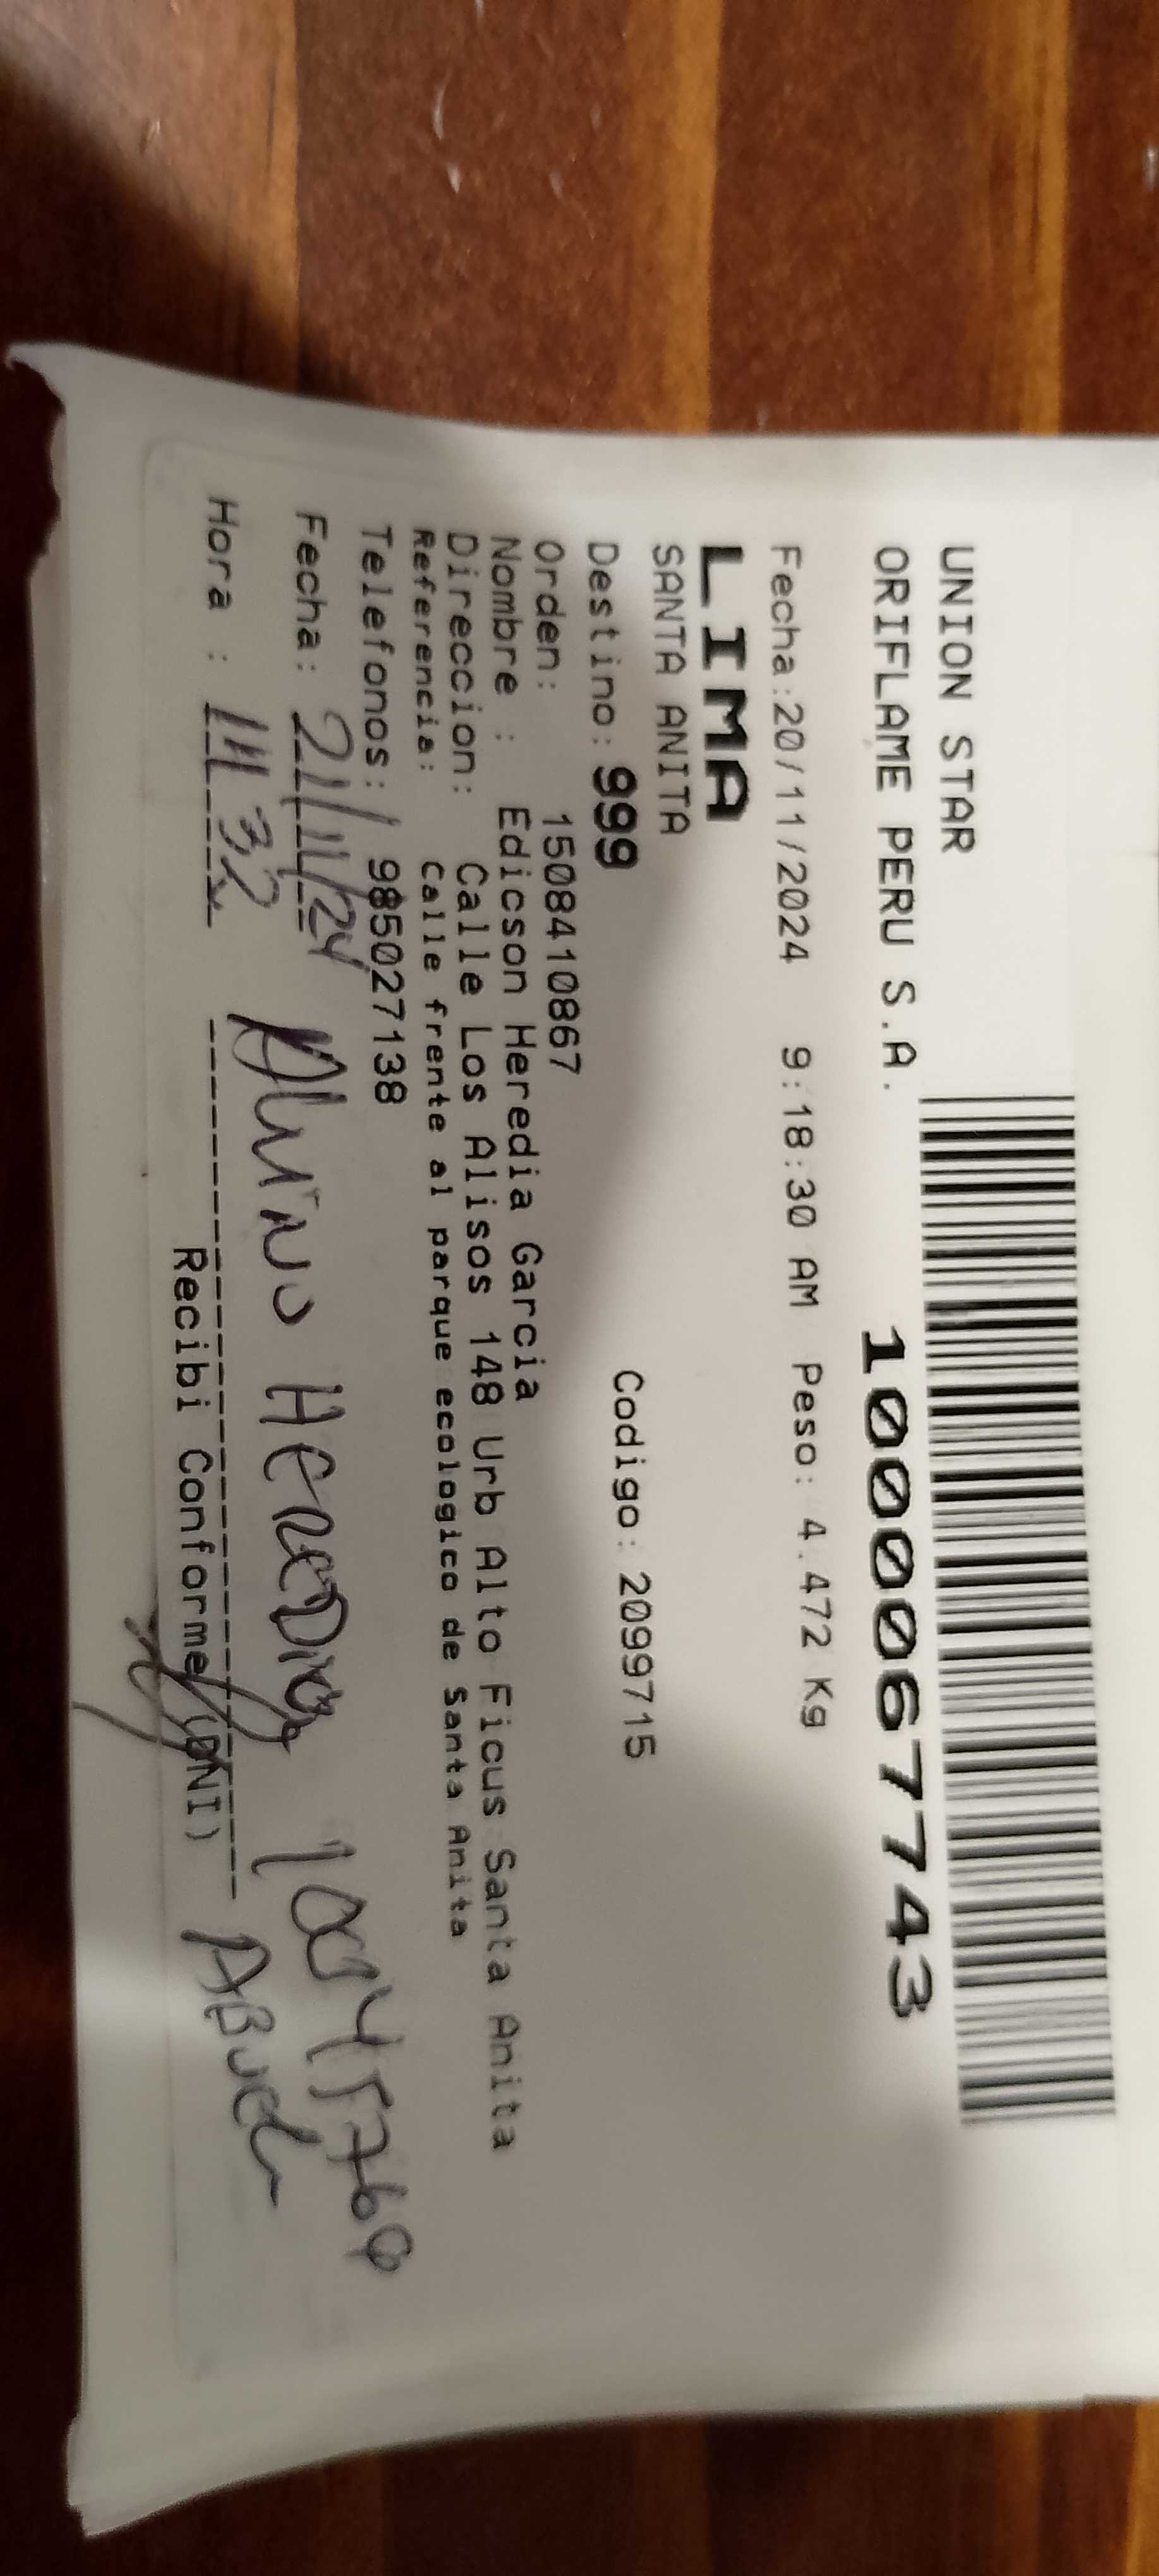 UNION STAR
ORIFLAME PERU S.A.
1000067743
Fecha:20/11/2024 9:18:30 AM Peso: 4.472 Kg
LIMA
SANTA ANITA
Destino: 999 Codigo: 2099715
Orden: 1508410867
Nombre : Edicson Heredia Garcia
Direccion: Calle Los Alisos 148 Urb Alto Ficus Santa Anita
Referencia: Calle frente al parque ecologico de Santa Anita
Telefonos: 985027138
Fecha: 21/11/24 Heredia
Hora :
Recibi Conforme (DNI)